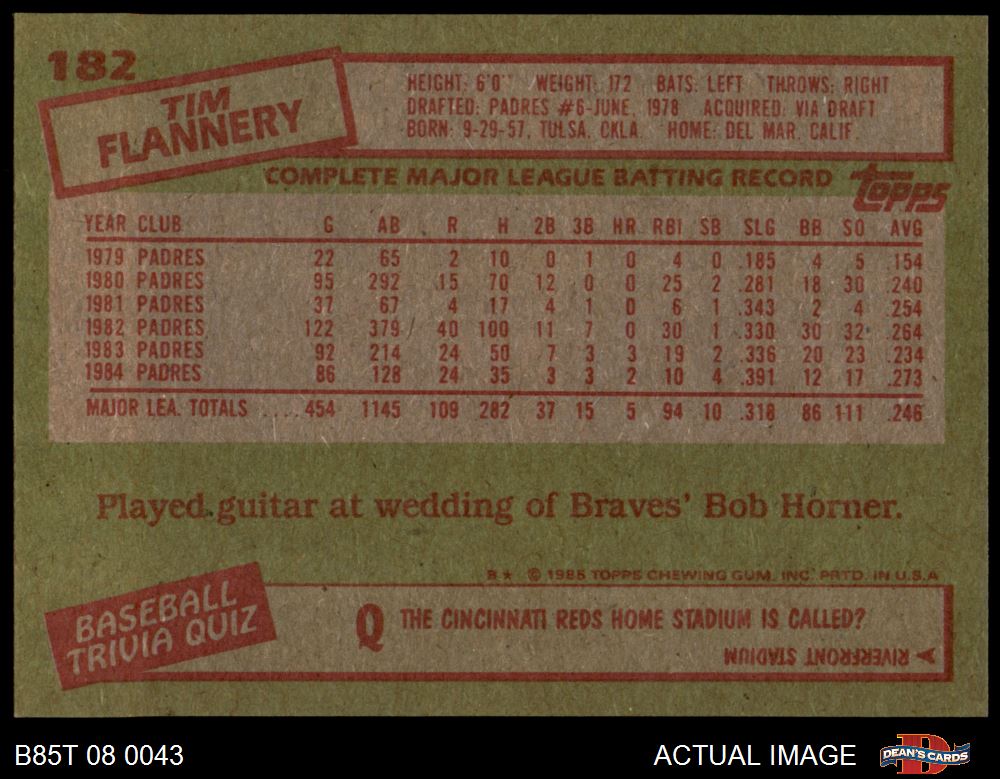 182
TIM
FLANNERY
HEIGHT: 6'0" WEIGHT: 172 BATS: LEFT THROWS: RIGHT
DRAFTED: PADRES #6-JUNE, 1978 ACQUIRED: VIA DRAFT
BORN: 9-29-57, TULSA, OKLA. HOME: DEL MAR, CALIF.
COMPLETE MAJOR LEAGUE BATTING RECORD
topps
YEAR CLUB G AB R H 2B 3B HR RBI SB SLG BB SO AVG
1979 PADRES 22 65 2 10 0 1 0 4 0 .185 4 5 .154
1980 PADRES 95 292 15 70 12 0 0 25 2 .281 18 30 .240
1981 PADRES 37 67 4 17 4 1 0 6 1 .343 2 4 .254
1982 PADRES 122 379 40 100 11 7 0 30 1 .330 30 32 .264
1983 PADRES 92 214 24 50 7 3 3 19 2 .336 20 23 .234
1984 PADRES 86 128 24 35 3 3 2 10 4 .391 12 17 .273
MAJOR LEA. TOTALS ..... 454 1145 109 282 37 15 5 94 10 .318 86 111 .246
Played guitar at wedding of Braves' Bob Horner.
B★ © 1985 TOPPS CHEWING GUM, INC. PRTD. IN U.S.A.
BASEBALL
TRIVIA QUIZ
Q THE CINCINNATI REDS HOME STADIUM IS CALLED?
A RIVERFRONT STADIUM
B85T 08 0043
ACTUAL IMAGE
D
DEAN'S CARDS